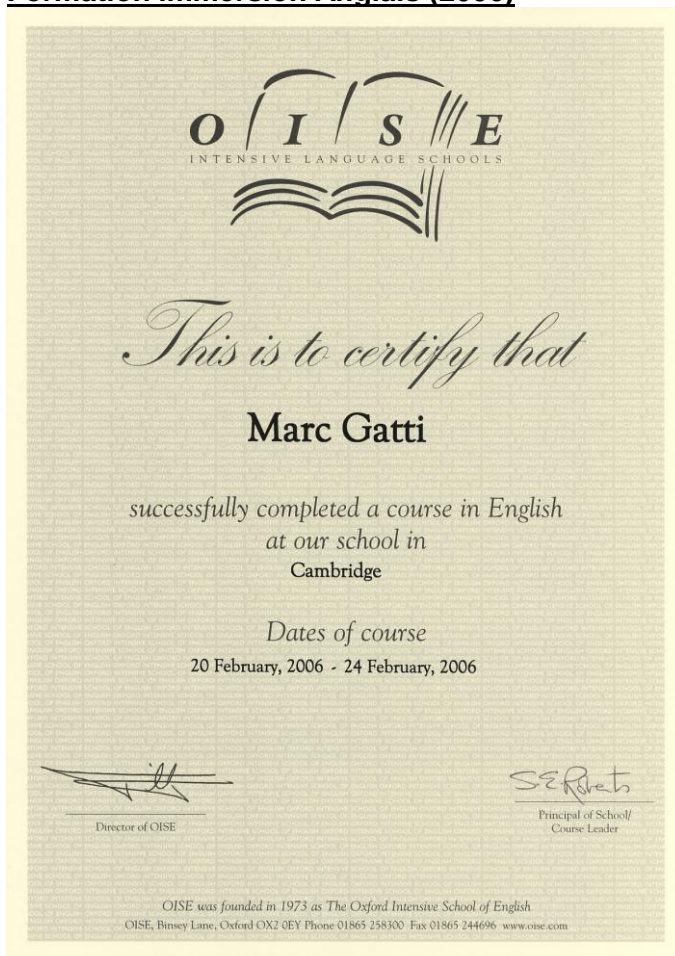 Formation Immersion Anglais (2006)
O I S E
INTENSIVE LANGUAGE SCHOOLS
This is to certify that
Marc Gatti
successfully completed a course in English
at our school in
Cambridge
Dates of course
20 February, 2006 - 24 February, 2006
S E Roberts
Director of OISE
Principal of School/
Course Leader
OISE was founded in 1973 as The Oxford Intensive School of English
OISE, Binsey Lane, Oxford OX2 0EY Phone 01865 258300 Fax 01865 244696 www.oise.com